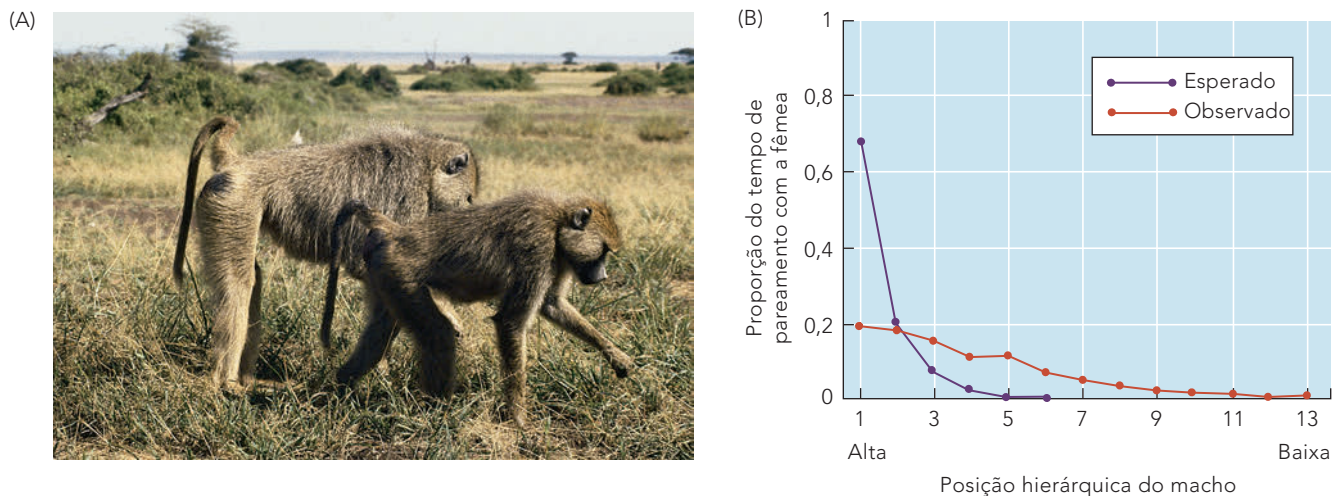 (A)
(B)
1
0,8
0,6
0,4
0,2
0
Proporção do tempo de
pareamento com a fêmea
Esperado
Observado
1 3 5 7 9 11 13
Alta Baixa
Posição hierárquica do macho